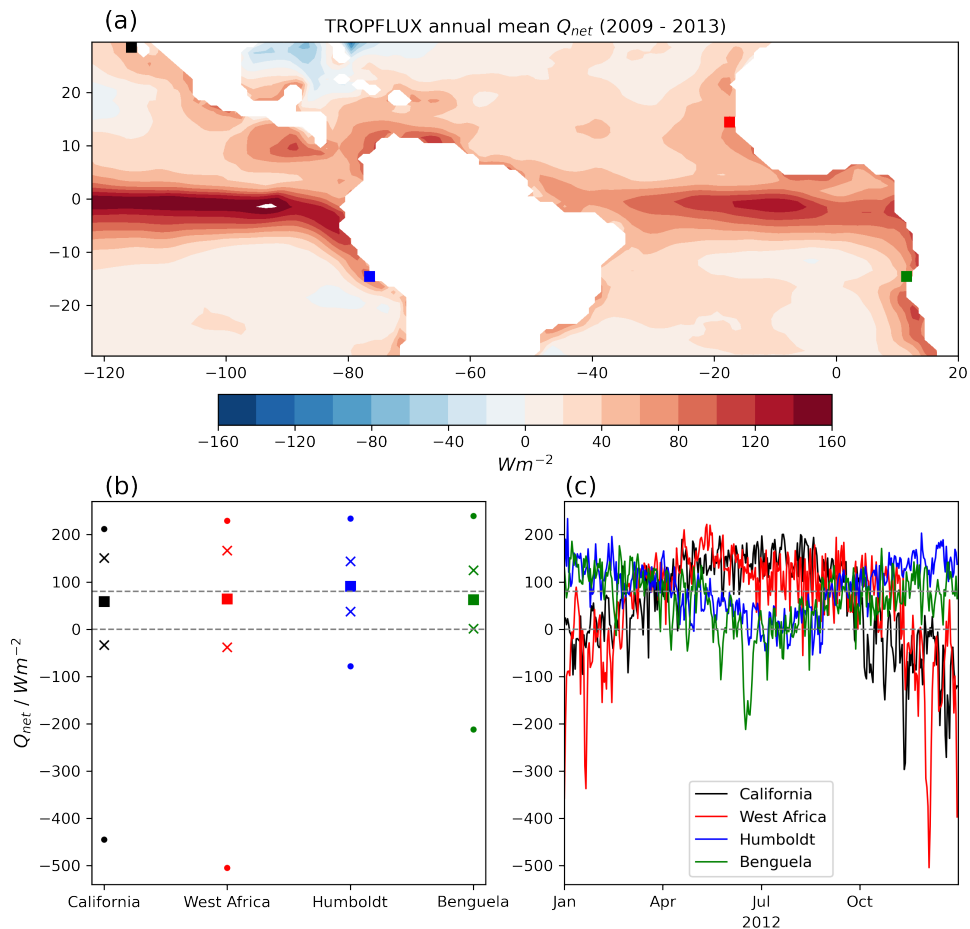 (a)
TROPFLUX annual mean Qnet (2009 - 2013)
20
10
0
−10
−20
−120 −100 −80 −60 −40 −20 0 20
−160 −120 −80 −40 0 40 80 120 160
Wm−2
(b)
Qnet / Wm−2
200
100
0
−100
−200
−300
−400
−500
California West Africa Humboldt Benguela
(c)
200
100
0
−100
−200
−300
−400
−500
California
West Africa
Humboldt
Benguela
Jan Apr Jul Oct
2012